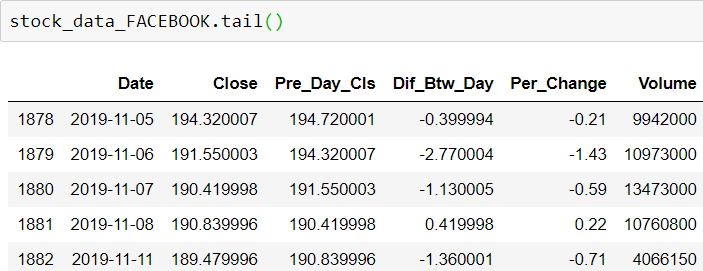 stock_data_FACEBOOK.tail()
Date Close Pre_Day_Cls Dif_Btw_Day Per_Change Volume
1878 2019-11-05 194.320007 194.720001 -0.399994 -0.21 9942000
1879 2019-11-06 191.550003 194.320007 -2.770004 -1.43 10973000
1880 2019-11-07 190.419998 191.550003 -1.130005 -0.59 13473000
1881 2019-11-08 190.839996 190.419998 0.419998 0.22 10760800
1882 2019-11-11 189.479996 190.839996 -1.360001 -0.71 4066150